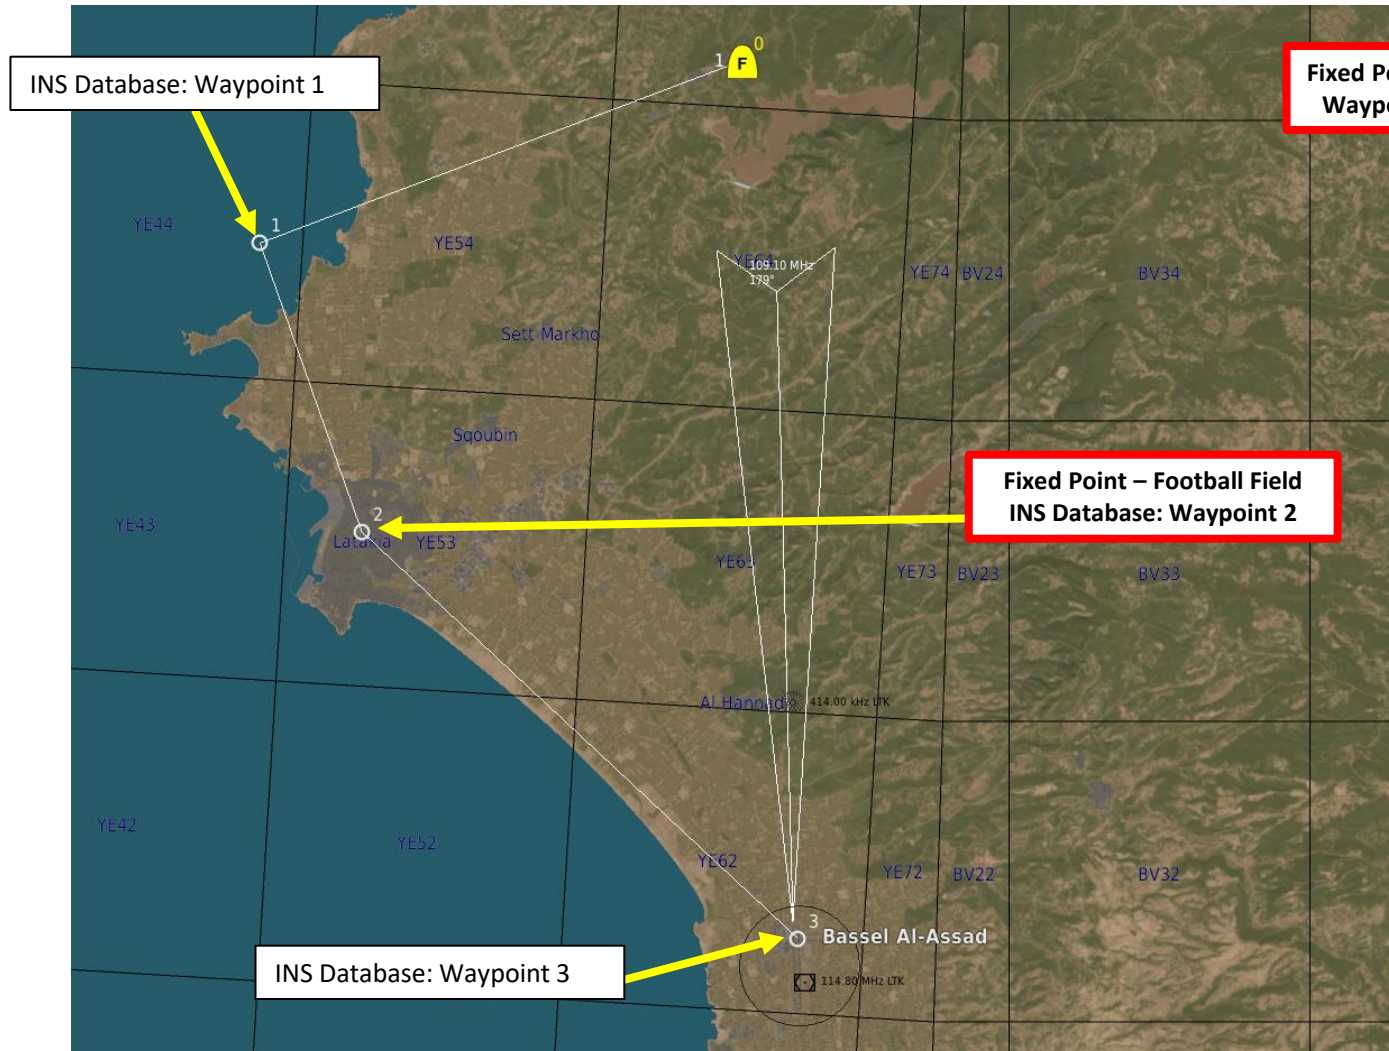 0
1
F
Fixed Po
Waypo
INS Database: Waypoint 1
1
YE44
YE54
YE64
109.10 MHz
179°
YE74
BV24
BV34
Sett Markho
Sqoubin
Fixed Point – Football Field
INS Database: Waypoint 2
2
YE43
Latakia
YE53
YE63
YE73
BV23
BV33
Al Hannad
414.00 kHz LTK
YE42
YE52
YE62
YE72
BV22
BV32
3
Bassel Al-Assad
INS Database: Waypoint 3
114.80 MHz LTK